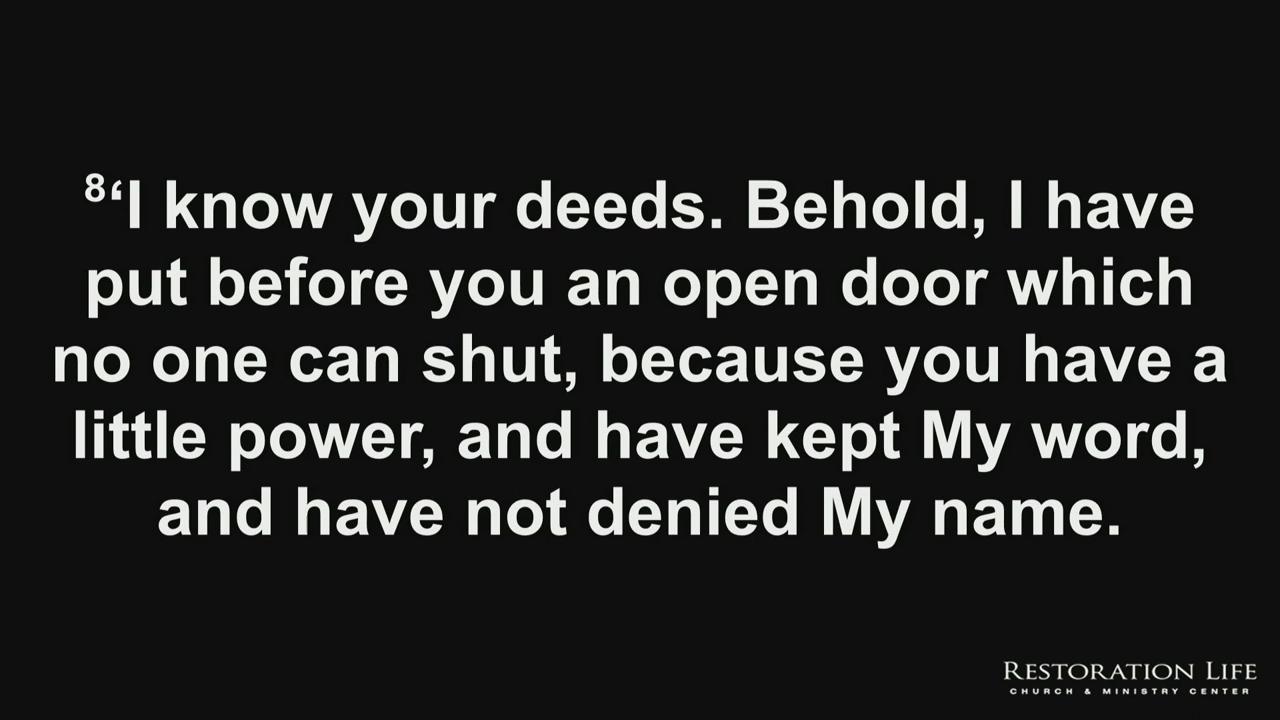 ⁸‘I know your deeds. Behold, I have
put before you an open door which
no one can shut, because you have a
little power, and have kept My word,
and have not denied My name.
RESTORATION LIFE
CHURCH & MINISTRY CENTER